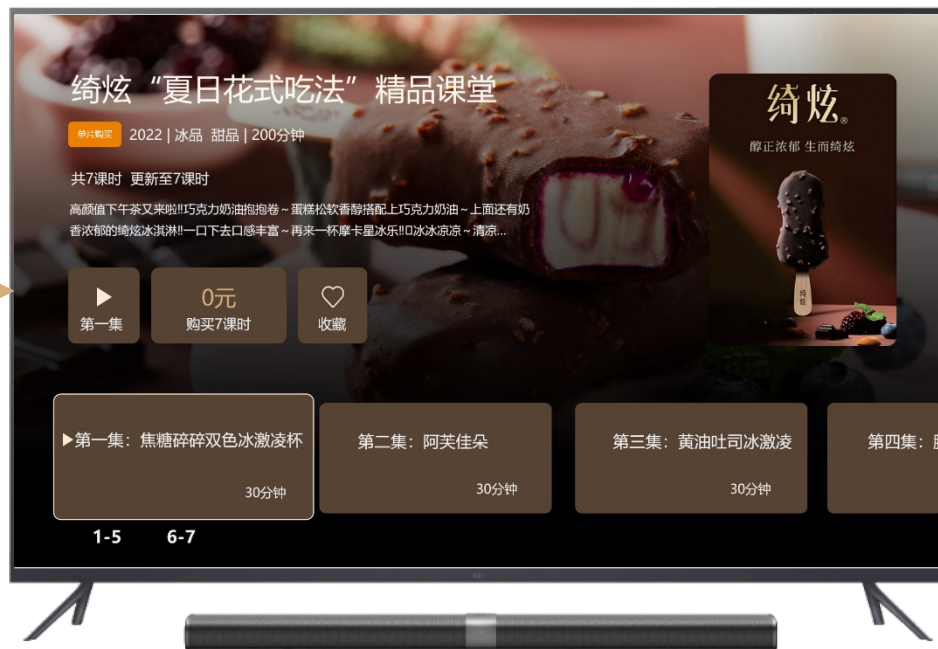 绮炫“夏日花式吃法”精品课堂
单片购买 2022 | 冰品 甜品 | 200分钟
共7课时 更新至7课时
高颜值下午茶又来啦!!巧克力奶油抱抱卷～蛋糕松软香醇搭配上巧克力奶油～上面还有奶
香浓郁的绮炫冰淇淋!!一口下去口感丰富～再来一杯摩卡星冰乐!!口冰冰凉凉～清凉...
第一集
0元
购买7课时
收藏
绮炫®
醇正浓郁 生而绮炫
绮炫
第一集：焦糖碎碎双色冰激凌杯
30分钟
第二集：阿芙佳朵
30分钟
第三集：黄油吐司冰激凌
30分钟
第四集：
1-5 6-7